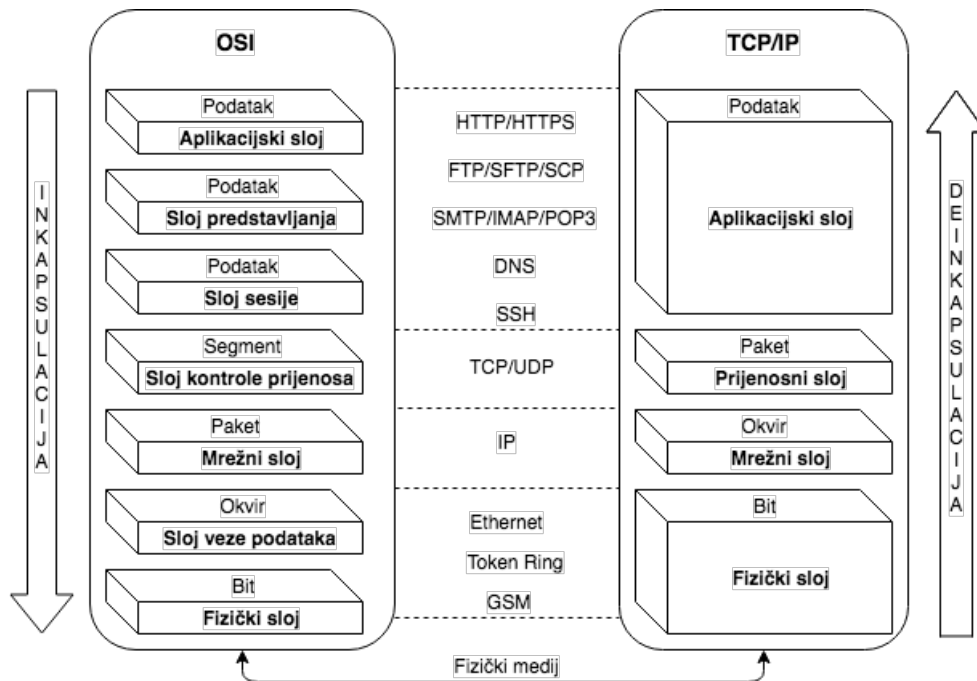 OSI
TCP/IP
INKAPSULACIJA
Podatak
Aplikacijski sloj
Podatak
Sloj predstavljanja
Podatak
Sloj sesije
Segment
Sloj kontrole prijenosa
Paket
Mrežni sloj
Okvir
Sloj veze podataka
Bit
Fizički sloj
HTTP/HTTPS
FTP/SFTP/SCP
SMTP/IMAP/POP3
DNS
SSH
TCP/UDP
IP
Ethernet
Token Ring
GSM
Podatak
Aplikacijski sloj
Paket
Prijenosni sloj
Okvir
Mrežni sloj
Bit
Fizički sloj
DEINKAPSULACIJA
Fizički medij